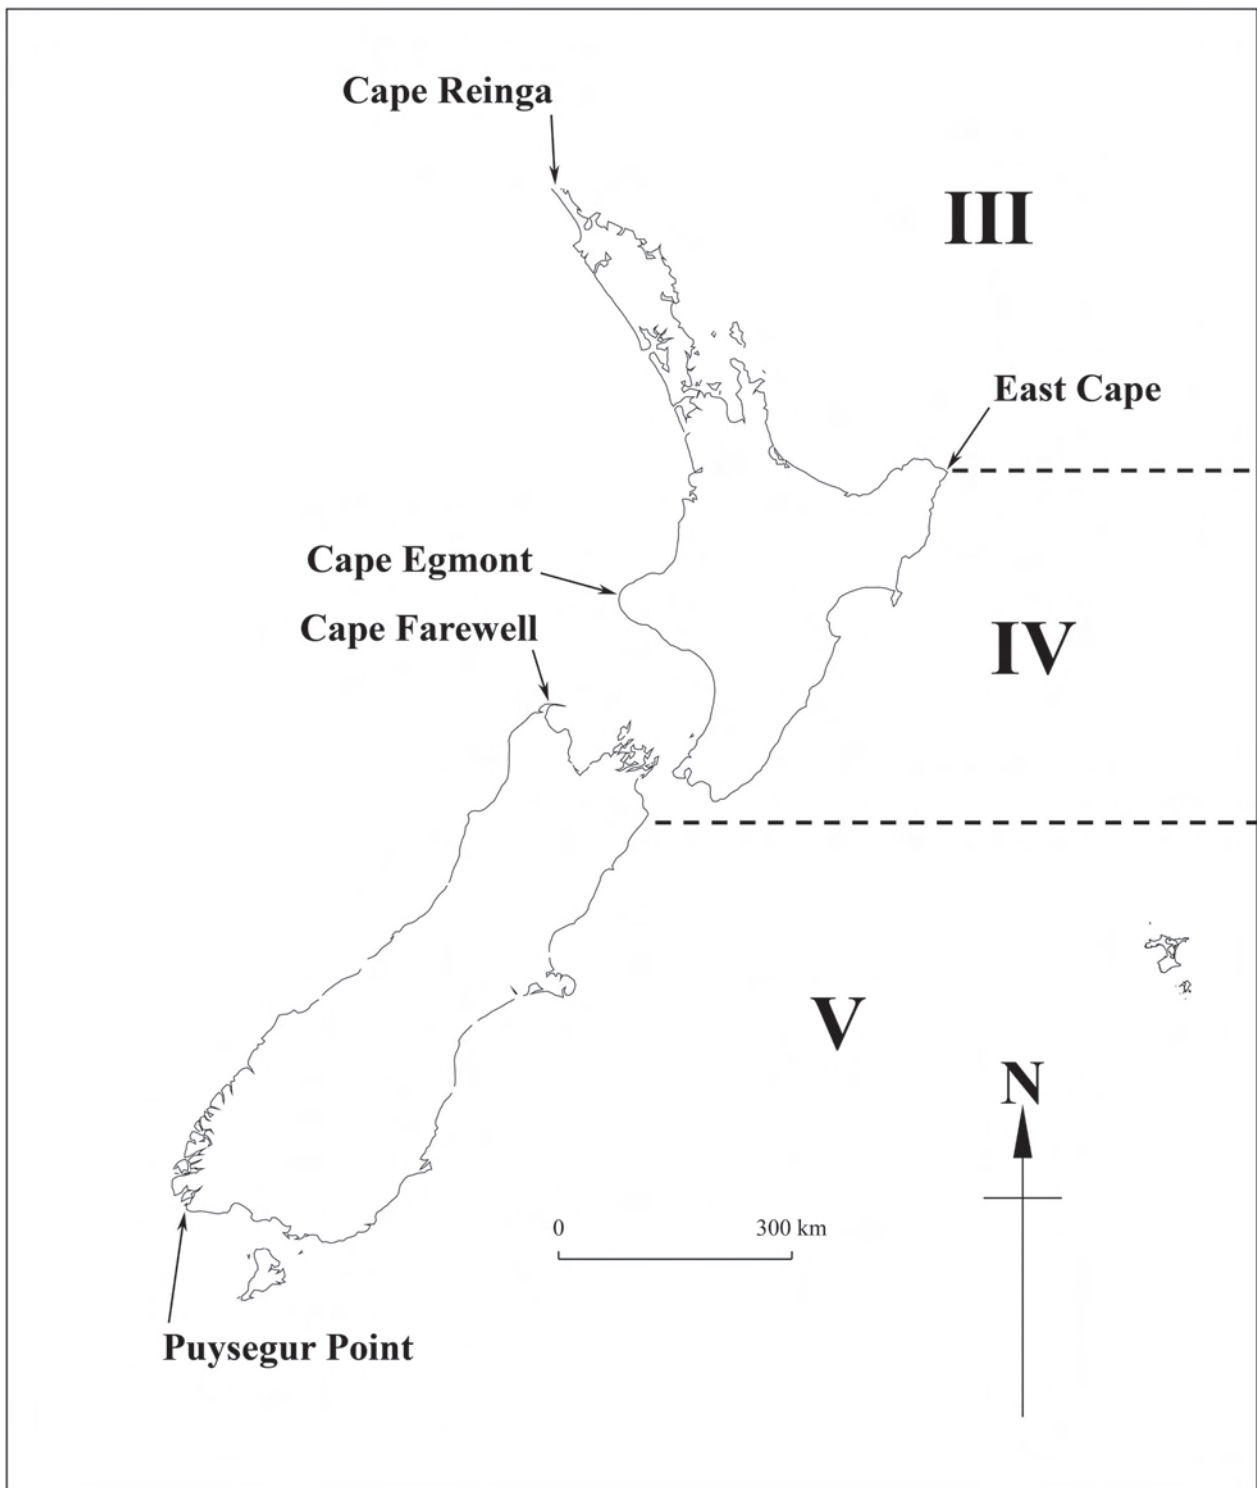 Cape Reinga
III
East Cape
Cape Egmont
Cape Farewell
IV
V
N
0 300 km
Puysegur Point